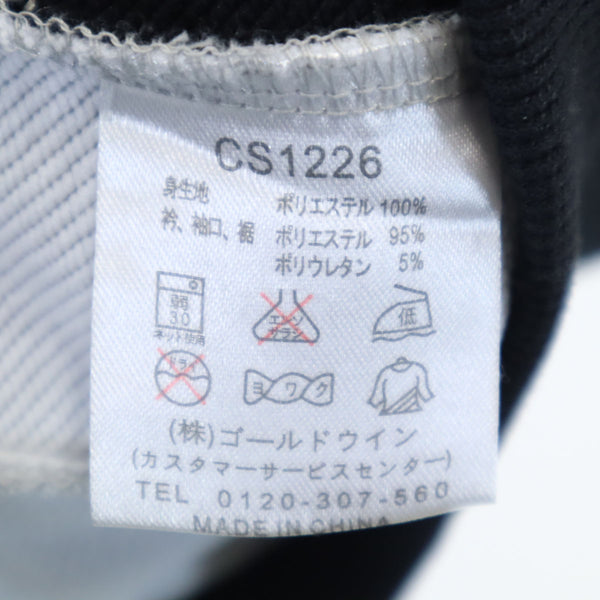 CS1226
身生地 ポリエステル 100%
衿、袖口、裾 ポリエステル 95%
ポリウレタン 5%
弱
30
ネット使用
エンソ
サラシ
低
ドライ
ヨワク
(株)ゴールドウイン
(カスタマーサービスセンター)
TEL 0120-307-560
MADE IN CHINA